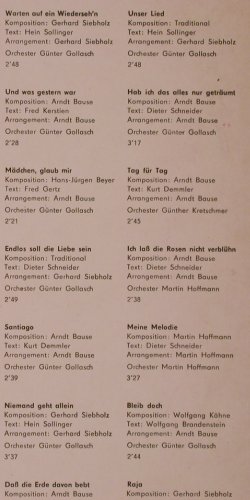 Warten auf ein Wiederseh'n
Komposition: Gerhard Siebholz
Text: Hein Sollinger
Arrangement: Gerhard Siebholz
Orchester Günter Gollasch
2'48
Und was gestern war
Komposition: Arndt Bause
Text: Fred Kerstien
Arrangement: Arndt Bause
Orchester Günter Gollasch
2'28
Mädchen, glaub mir
Komposition: Hans-Jürgen Beyer
Text: Fred Gertz
Arrangement: Arndt Bause
Orchester Günter Gollasch
2'21
Endlos soll die Liebe sein
Komposition: Traditional
Text: Dieter Schneider
Arrangement: Gerhard Siebholz
Orchester Günter Gollasch
2'49
Santiago
Komposition: Arndt Bause
Text: Kurt Demmler
Arrangement: Arndt Bause
Orchester Günter Gollasch
2'39
Niemand geht allein
Komposition: Gerhard Siebholz
Text: Hein Sollinger
Arrangement: Gerhard Siebholz
Orchester Günter Gollasch
3'37
Daß die Erde davon bebt
Komposition: Arndt Bause
Unser Lied
Komposition: Traditional
Text: Hein Sollinger
Arrangement: Gerhard Siebholz
Orchester Günter Gollasch
2'48
Hab ich das alles nur geträumt
Komposition: Arndt Bause
Text: Dieter Schneider
Arrangement: Arndt Bause
Orchester Günter Gollasch
3'17
Tag für Tag
Komposition: Arndt Bause
Text: Kurt Demmler
Arrangement: Arndt Bause
Orchester Günther Kretschmer
2'45
Ich laß die Rosen nicht verblühn
Komposition: Arndt Bause
Text: Dieter Schneider
Arrangement: Arndt Bause
Orchester Martin Hoffmann
2'38
Meine Melodie
Komposition: Martin Hoffmann
Text: Dieter Schneider
Arrangement: Martin Hoffmann
Orchester Martin Hoffmann
3'27
Bleib doch
Komposition: Wolfgang Kähne
Text: Wolfgang Brandenstein
Arrangement: Arndt Bause
Orchester Günter Gollasch
2'44
Raja
Komposition: Gerhard Siebholz